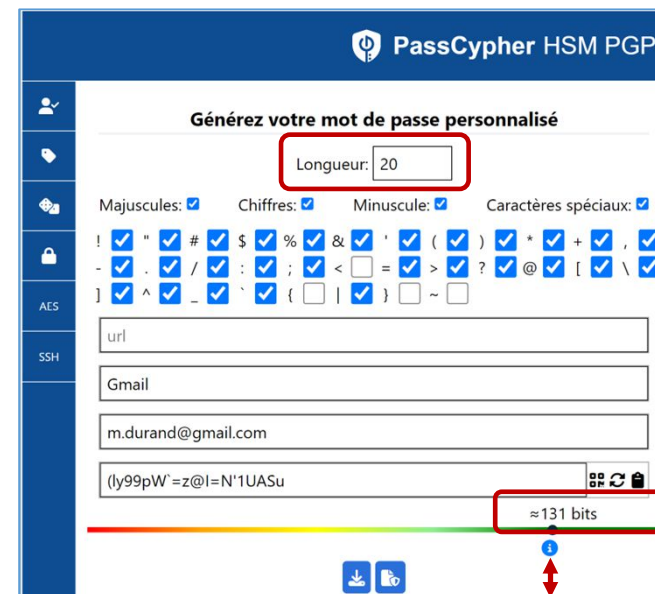 PassCypher HSM PGP
Générez votre mot de passe personnalisé
Longueur: 20
Majuscules: Chiffres: Minuscule: Caractères spéciaux:
! " # $ % & ' ( ) * + ,
- . / : ; < = > ? @ [ \
] ^ _ ` { | } ~
AES
url
SSH
Gmail
m.durand@gmail.com
(ly99pW`=z@I=N'1UASu
≈131 bits